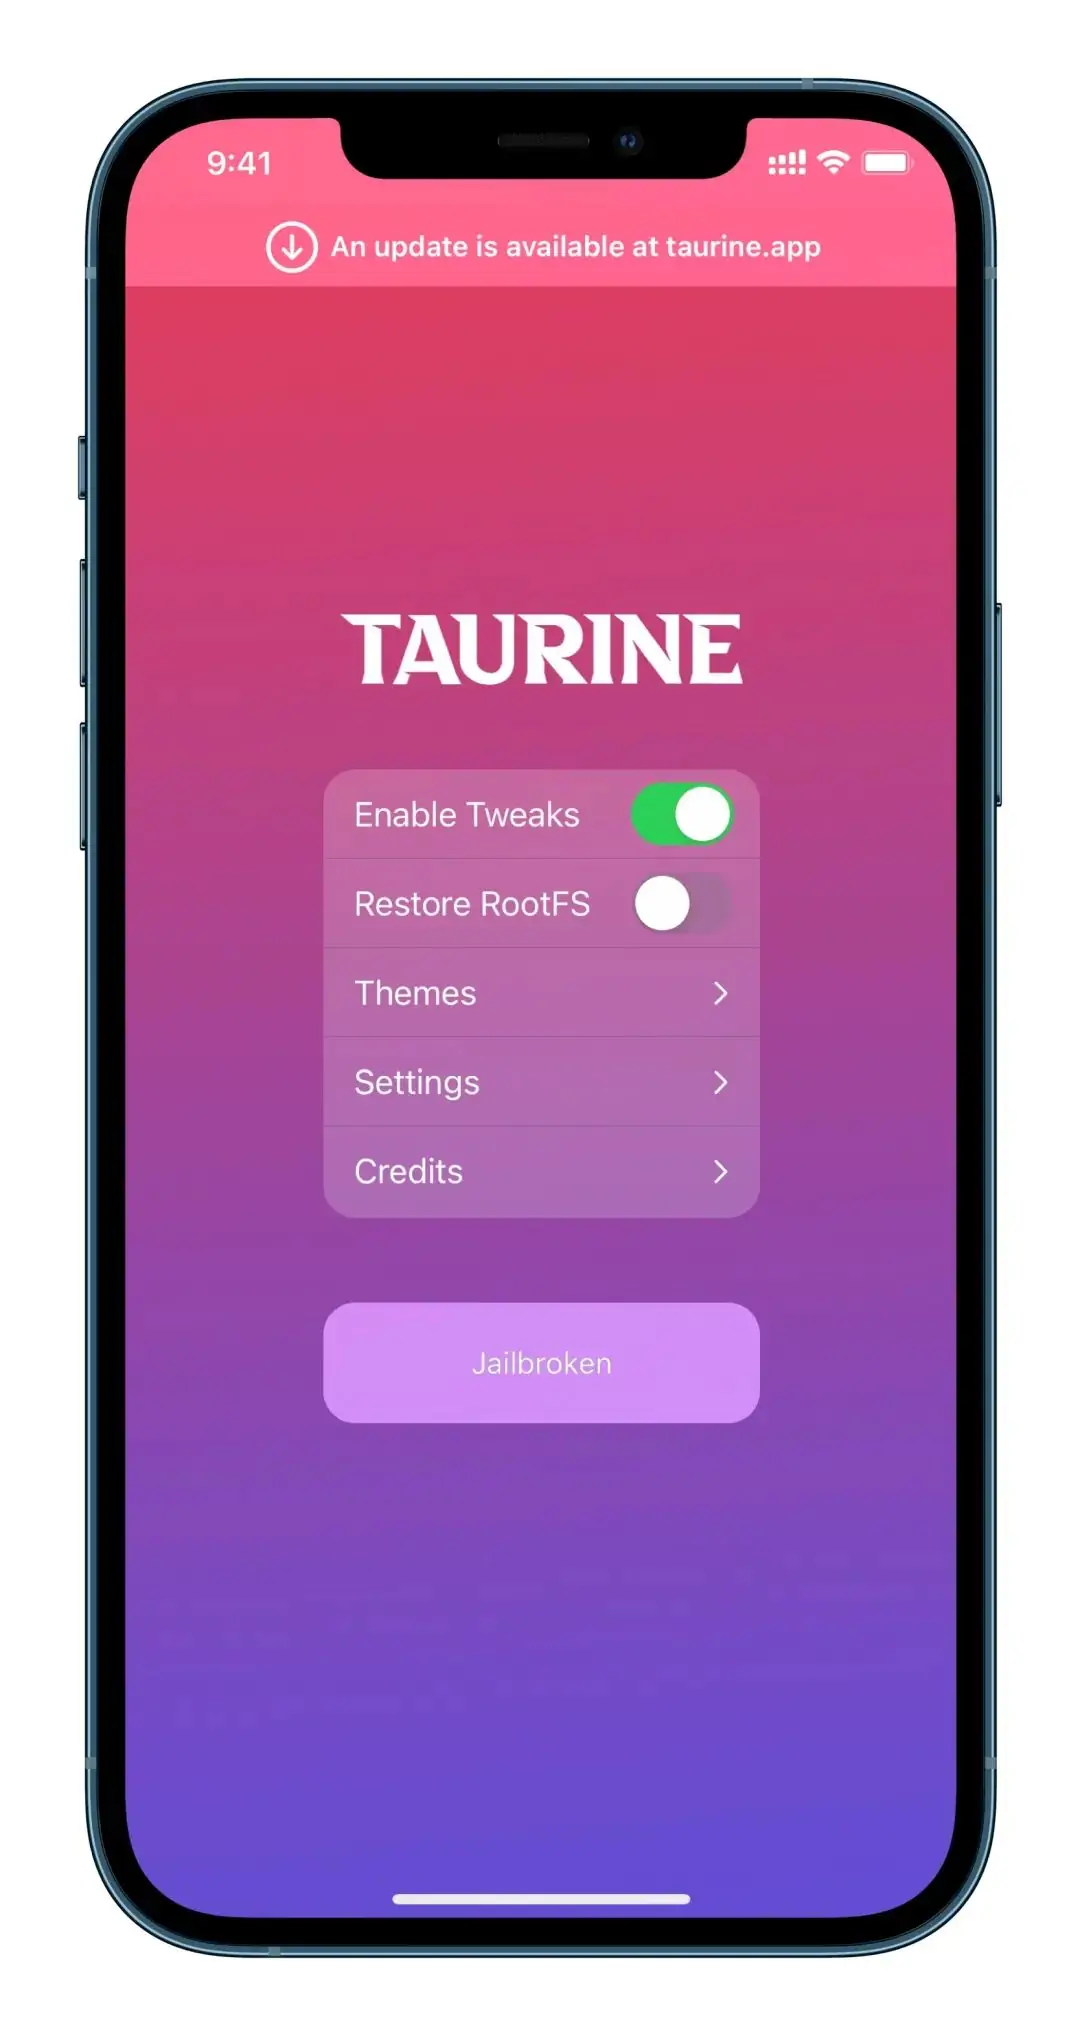 9:41
An update is available at taurine.app
TAURINE
Enable Tweaks
Restore RootFS
Themes
Settings
Credits
Jailbroken